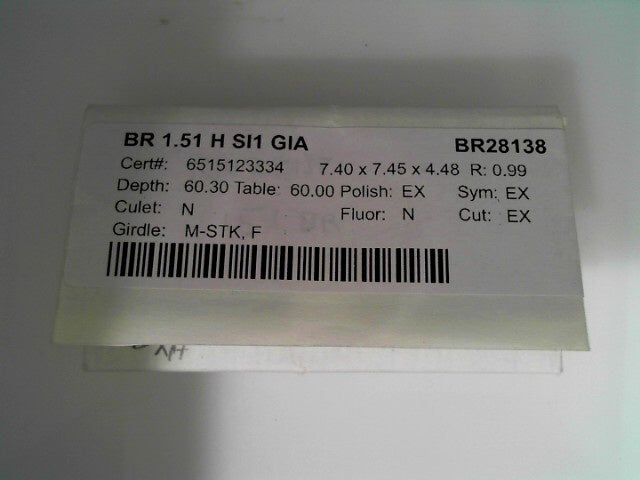 BR 1.51 H SI1 GIA BR28138
Cert#: 6515123334 7.40 x 7.45 x 4.48 R: 0.99
Depth: 60.30 Table: 60.00 Polish: EX Sym: EX
Culet: N Fluor: N Cut: EX
Girdle: M-STK, F